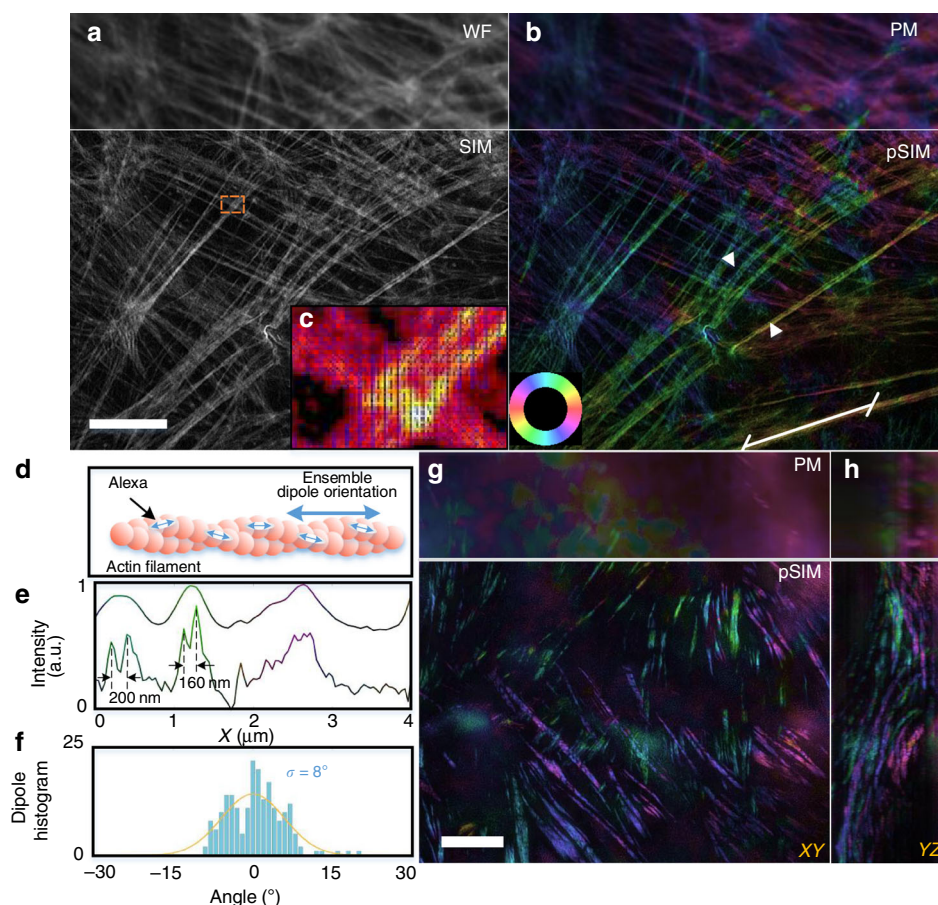 a
WF
b
PM
SIM
pSIM
c
d
Alexa
Ensemble
dipole orientation
Actin filament
e
1
Intensity
(a.u.)
0
200 nm
160 nm
0
1
2
3
4
X (μm)
f
25
Dipole
histogram
0
σ = 8°
−30
−15
0
15
30
Angle (°)
g
PM
h
pSIM
XY
YZ